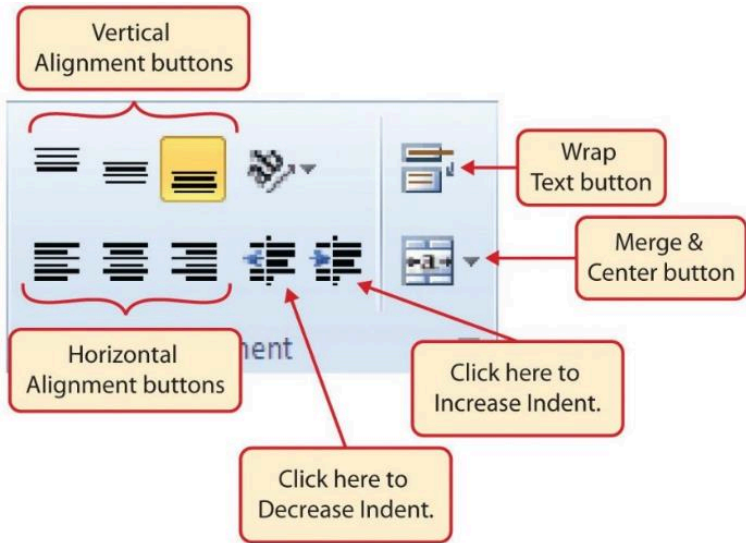 Vertical
Alignment buttons
Wrap
Text button
a
Merge &
Center button
Horizontal
Alignment buttons
Click here to
Increase Indent.
Click here to
Decrease Indent.